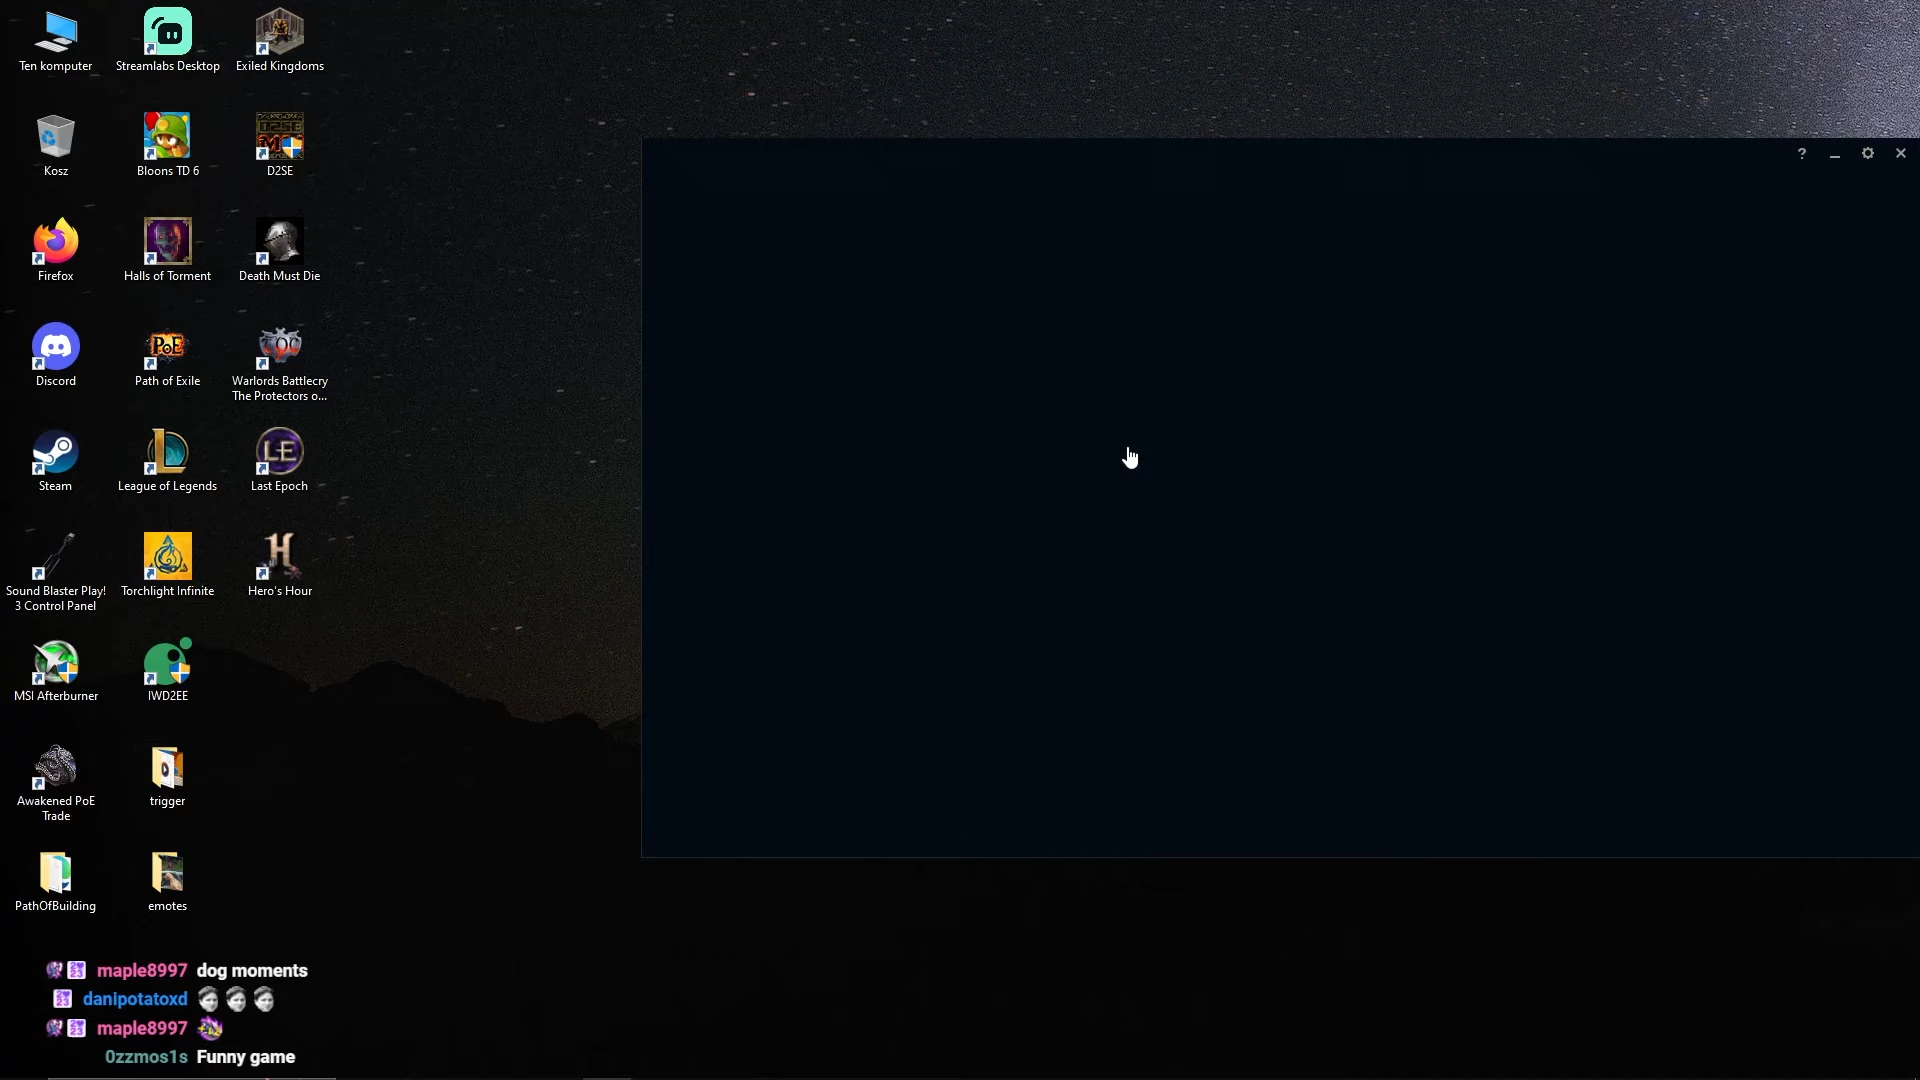 Ten komputer
Streamlabs Desktop
Exiled Kingdoms
Kosz
Bloons TD 6
D2SE
Firefox
Halls of Torment
Death Must Die
Discord
PoE
Path of Exile
Warlords Battlecry
The Protectors o...
Steam
League of Legends
LE
Last Epoch
Sound Blaster Play!
3 Control Panel
Torchlight Infinite
H
Hero's Hour
MSI Afterburner
IWD2EE
Awakened PoE
Trade
trigger
PathOfBuilding
emotes
?
maple8997 dog moments
danipotatoxd
maple8997
0zzmos1s Funny game